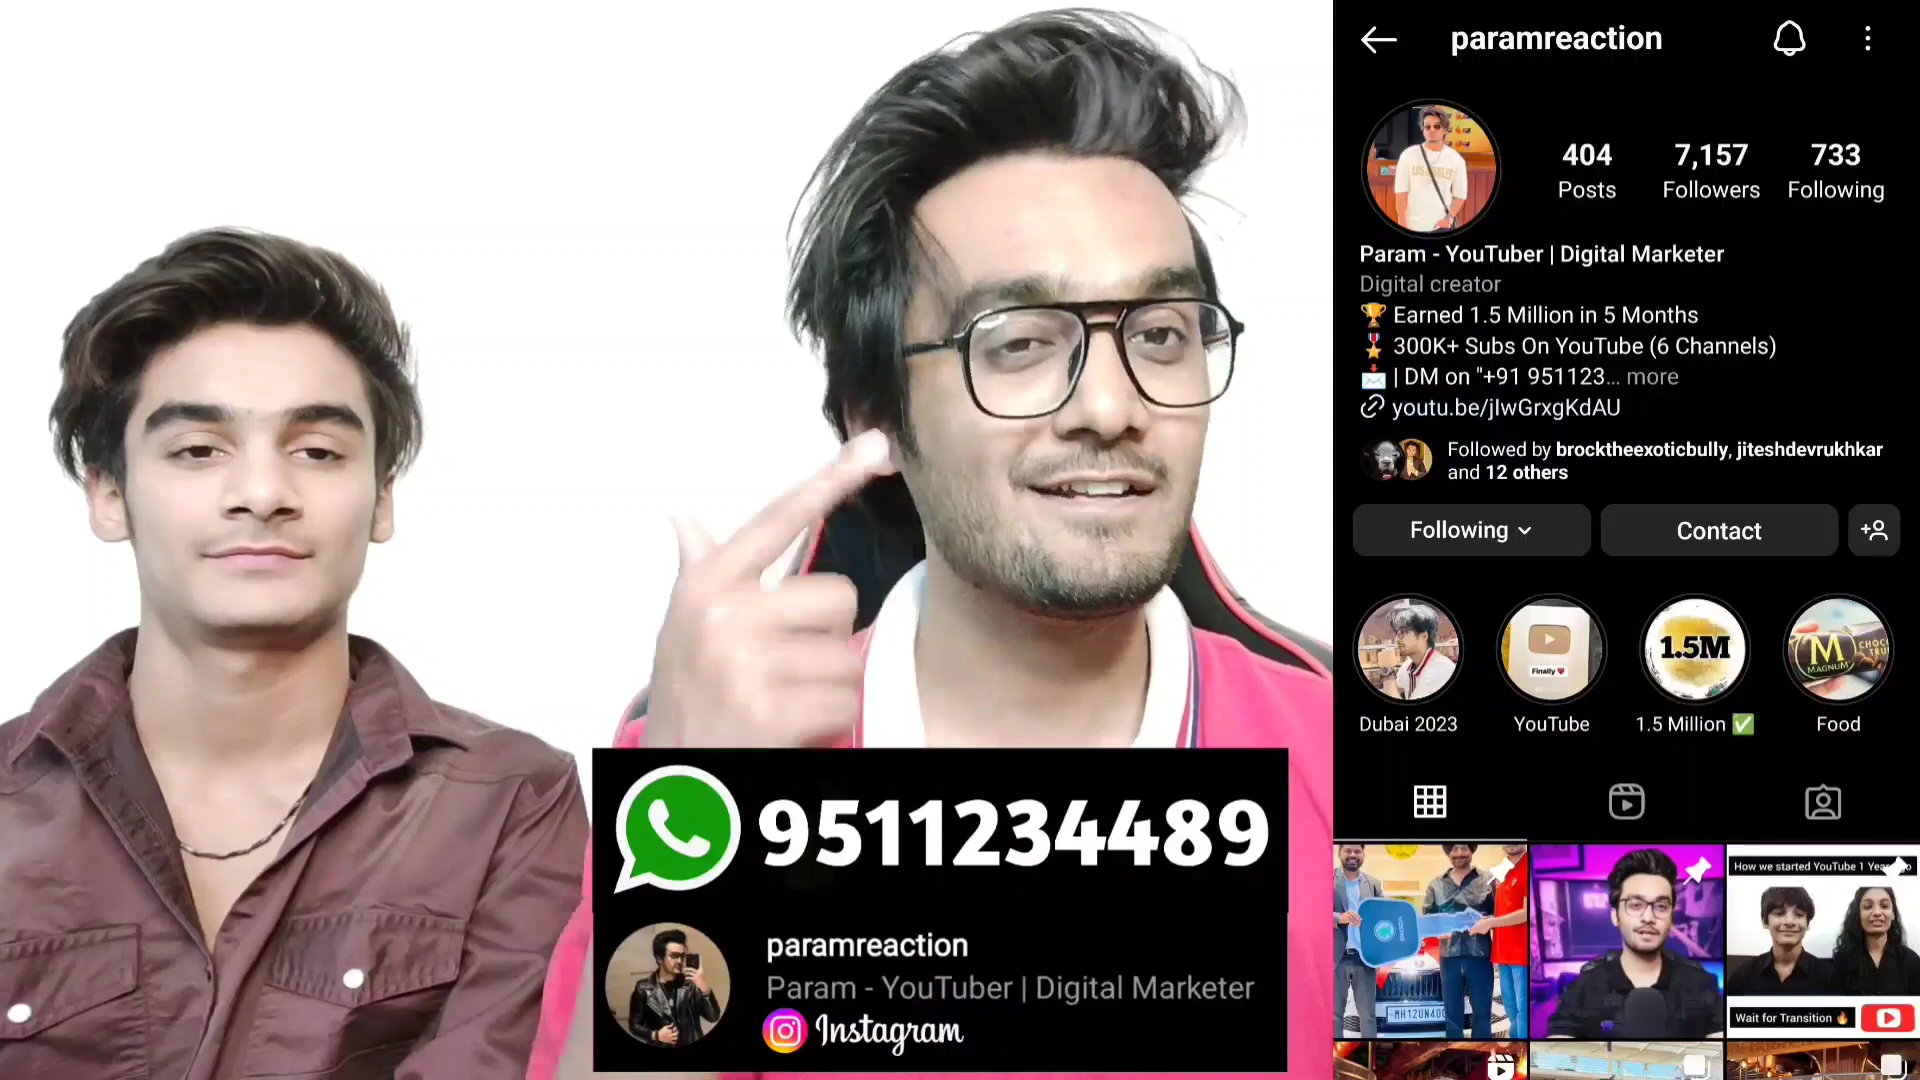 paramreaction
404
Posts
7,157
Followers
733
Following
Param - YouTuber | Digital Marketer
Digital creator
🏆 Earned 1.5 Million in 5 Months
🎖️ 300K+ Subs On YouTube (6 Channels)
📩 | DM on "+91 951123... more
youtu.be/jIwGrxgKdAU
Followed by brocktheexoticbully, jiteshdevrukhkar
and 12 others
Following
Contact
Finally ❤️
1.5M
M
MAGNUM
Dubai 2023
YouTube
1.5 Million ✅
Food
How we started YouTube 1
Wait for Transition 🔥
9511234489
paramreaction
Param - YouTuber | Digital Marketer
Instagram